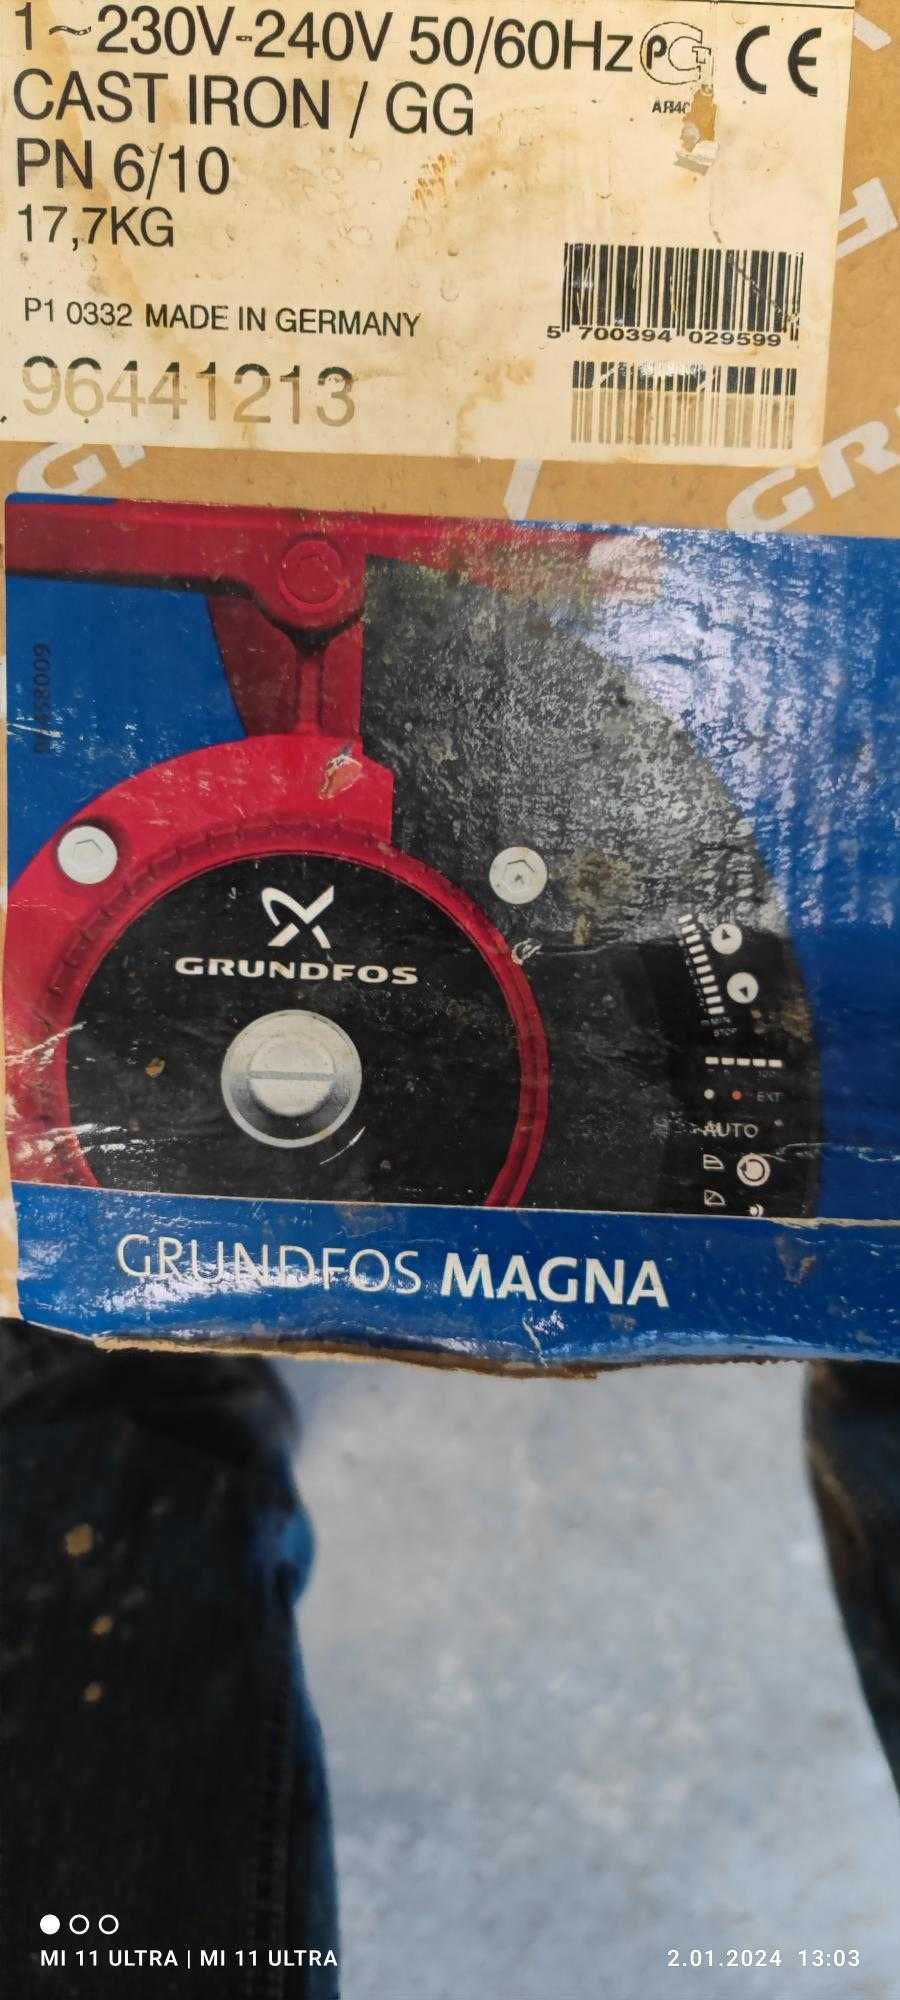 1~230V-240V 50/60Hz
CAST IRON / GG
PN 6/10
17,7KG
P1 0332 MADE IN GERMANY
5 700394 029599
96441213
GRUNDFOS
STOP
EXT
AUTO
GRUNDFOS MAGNA
MI 11 ULTRA | MI 11 ULTRA
2.01.2024 13:03